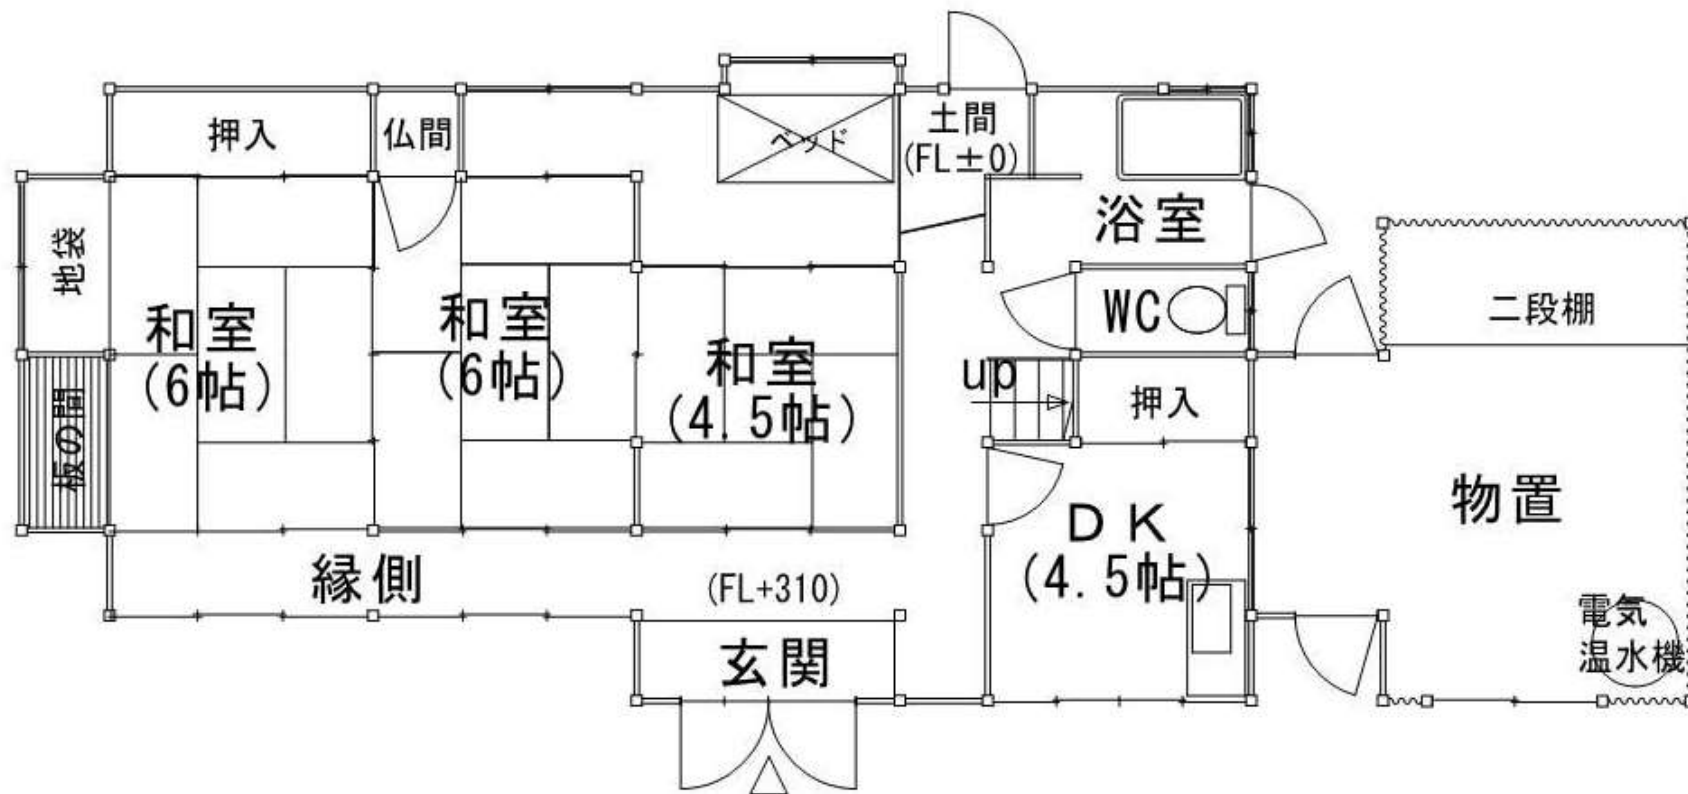 押入
仏間
ベッド
土間
(FL±0)
浴室
地袋
和室
(6帖)
和室
(6帖)
和室
(4.5帖)
WC
二段棚
up
押入
板の間
DK
(4.5帖)
物置
縁側
(FL+310)
玄関
電気
温水機